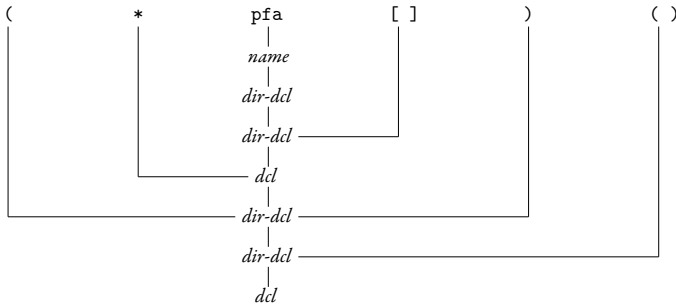 ( * pfa [ ] ) ( )
name
dir-dcl
dir-dcl
dcl
dir-dcl
dir-dcl
dcl